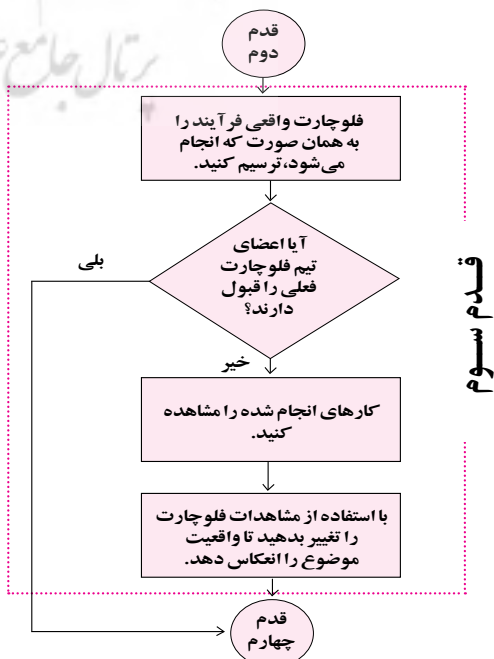 پرتال جامع
قدم
دوم
فلوچارت واقعی فرآیند را
به همان صورت که انجام
می‌شود، ترسیم کنید.
آیا اعضای
تیم فلوچارت
فعلی را قبول
دارند؟
بلی
خیر
قدم سوم
کارهای انجام شده را مشاهده
کنید.
با استفاده از مشاهدات فلوچارت
را تغییر بدهید تا واقعیت
موضوع را انعکاس دهد.
قدم
چهارم